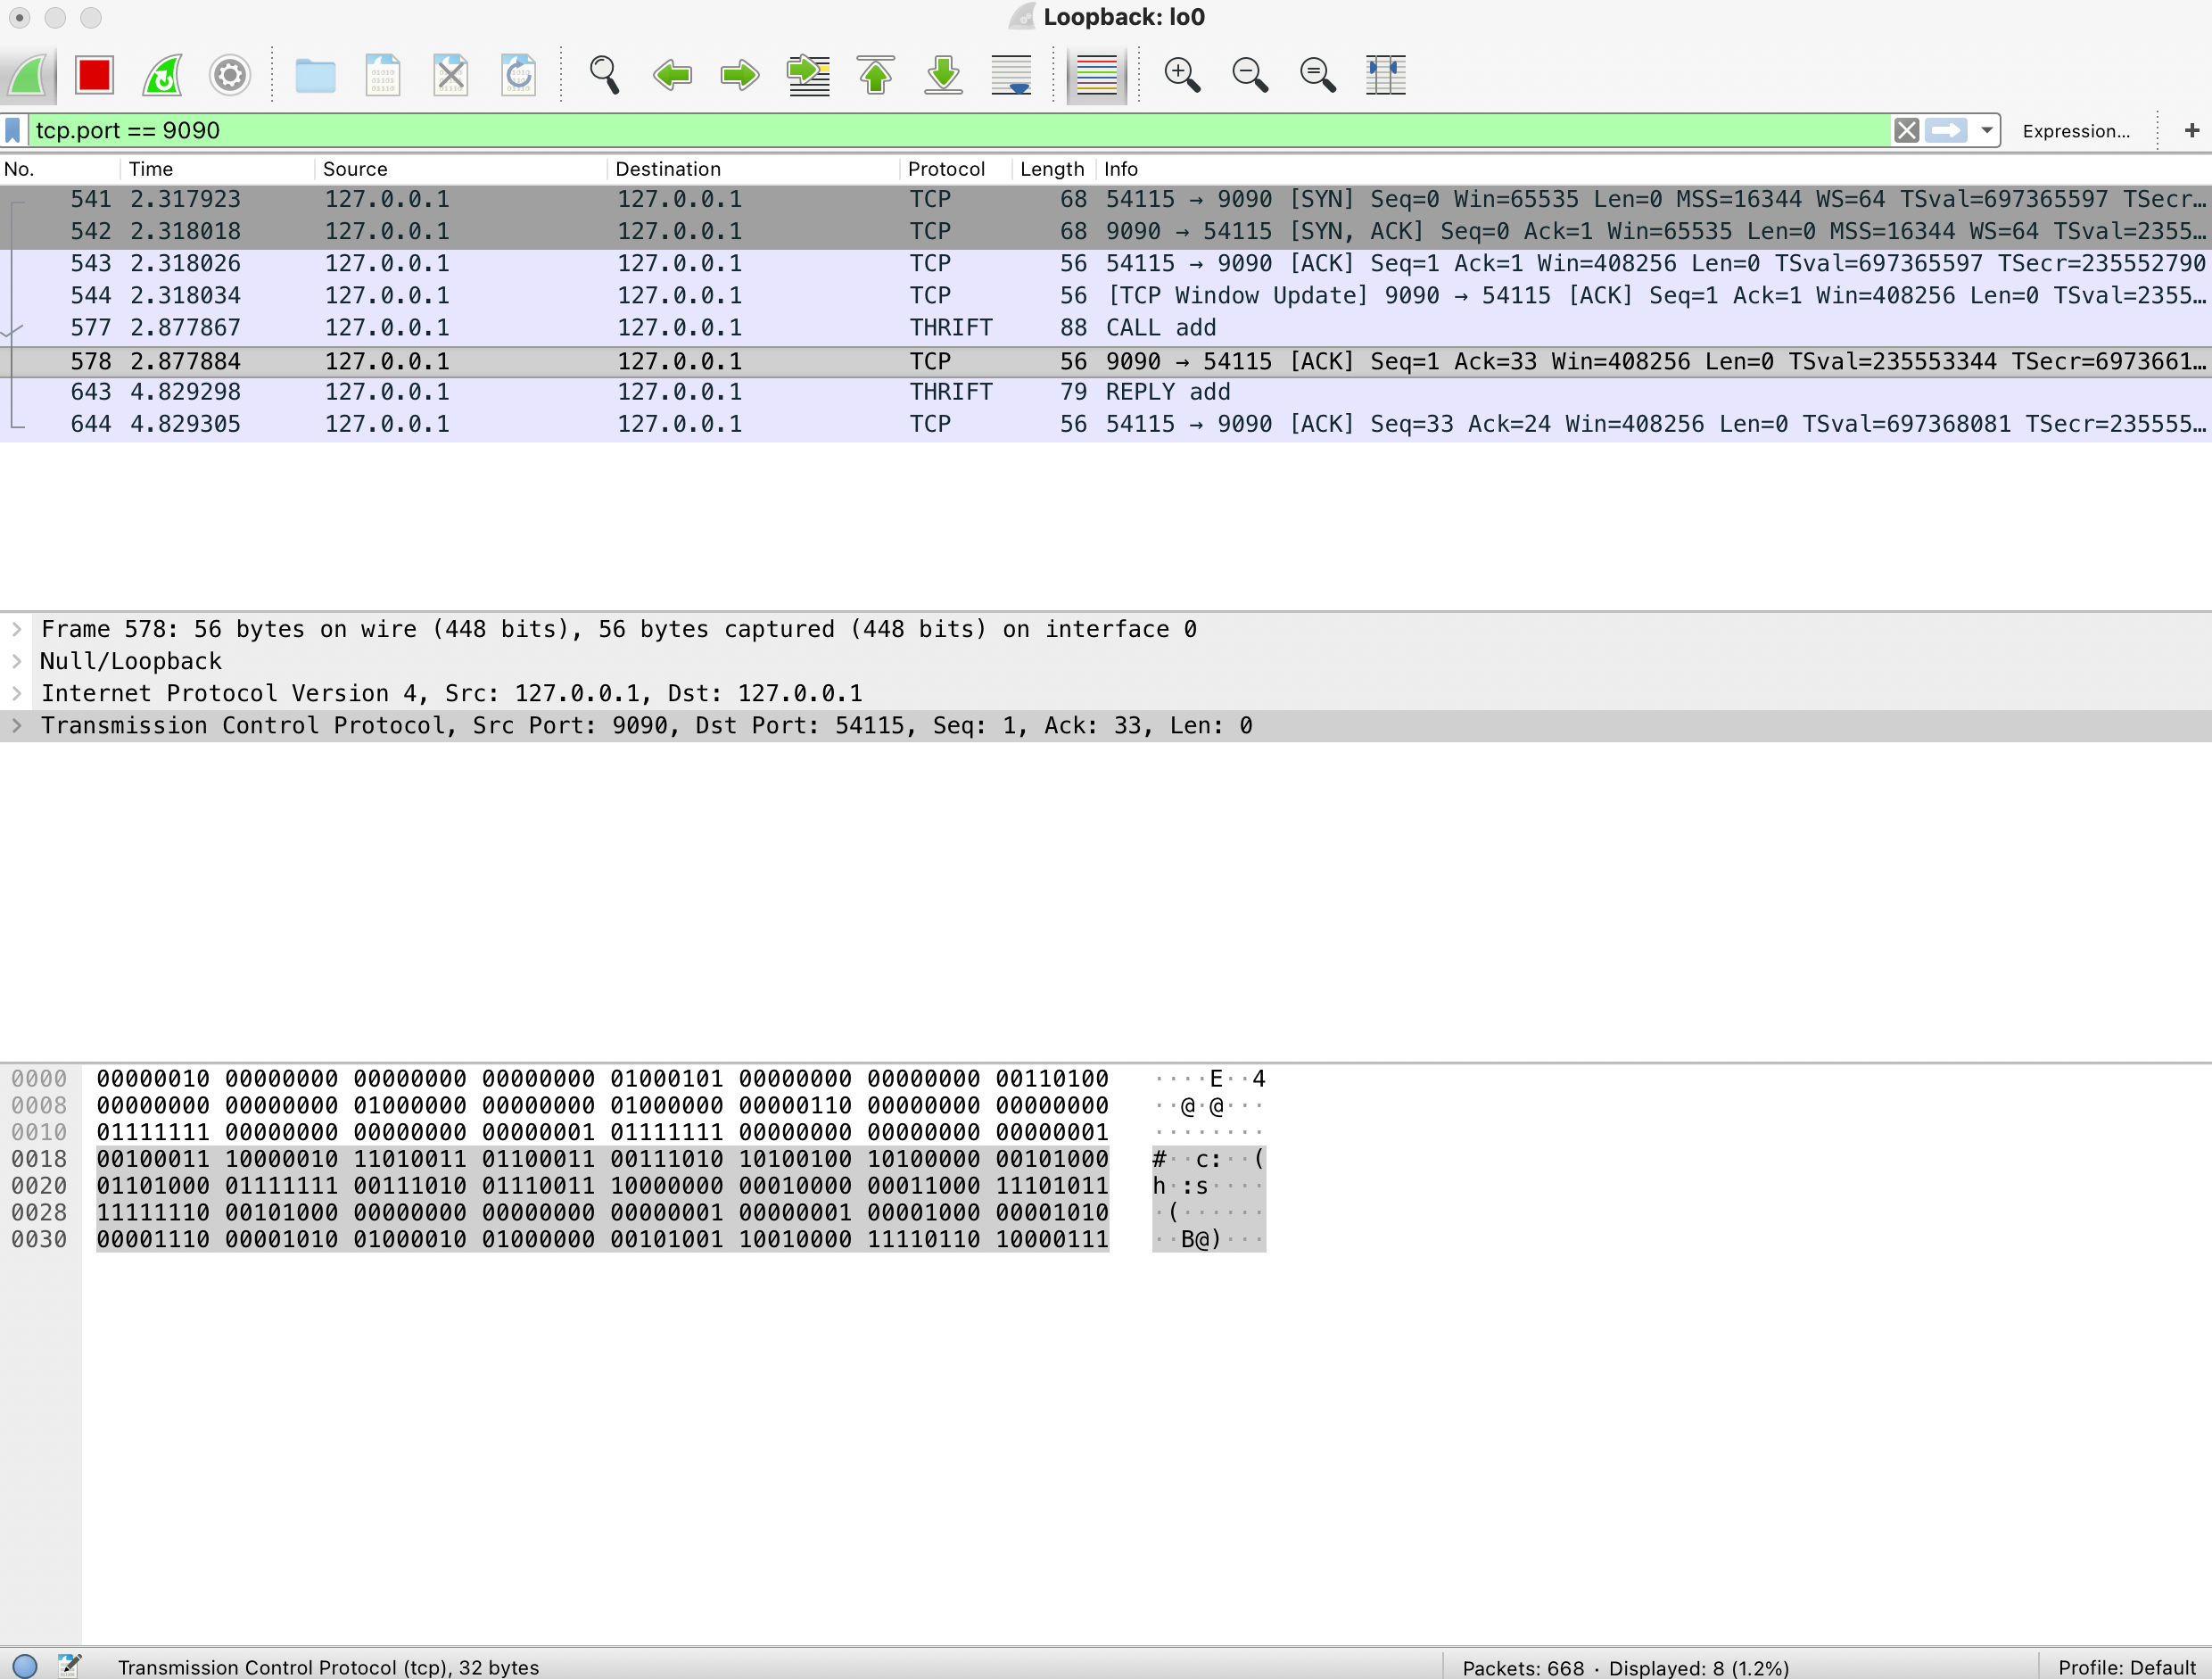 Loopback: lo0
tcp.port == 9090 Expression... +
No. Time Source Destination Protocol Length Info
541 2.317923 127.0.0.1 127.0.0.1 TCP 68 54115 → 9090 [SYN] Seq=0 Win=65535 Len=0 MSS=16344 WS=64 TSval=697365597 TSecr…
542 2.318018 127.0.0.1 127.0.0.1 TCP 68 9090 → 54115 [SYN, ACK] Seq=0 Ack=1 Win=65535 Len=0 MSS=16344 WS=64 TSval=2355…
543 2.318026 127.0.0.1 127.0.0.1 TCP 56 54115 → 9090 [ACK] Seq=1 Ack=1 Win=408256 Len=0 TSval=697365597 TSecr=235552790
544 2.318034 127.0.0.1 127.0.0.1 TCP 56 [TCP Window Update] 9090 → 54115 [ACK] Seq=1 Ack=1 Win=408256 Len=0 TSval=2355…
577 2.877867 127.0.0.1 127.0.0.1 THRIFT 88 CALL add
578 2.877884 127.0.0.1 127.0.0.1 TCP 56 9090 → 54115 [ACK] Seq=1 Ack=33 Win=408256 Len=0 TSval=235553344 TSecr=6973661…
643 4.829298 127.0.0.1 127.0.0.1 THRIFT 79 REPLY add
644 4.829305 127.0.0.1 127.0.0.1 TCP 56 54115 → 9090 [ACK] Seq=33 Ack=24 Win=408256 Len=0 TSval=697368081 TSecr=235555…
Frame 578: 56 bytes on wire (448 bits), 56 bytes captured (448 bits) on interface 0
Null/Loopback
Internet Protocol Version 4, Src: 127.0.0.1, Dst: 127.0.0.1
Transmission Control Protocol, Src Port: 9090, Dst Port: 54115, Seq: 1, Ack: 33, Len: 0
0000 00000010 00000000 00000000 00000000 01000101 00000000 00000000 00110100 ····E··4
0008 00000000 00000000 01000000 00000000 01000000 00000110 00000000 00000000 ··@·@···
0010 01111111 00000000 00000000 00000001 01111111 00000000 00000000 00000001 ········
0018 00100011 10000010 11010011 01100011 00111010 10100100 10100000 00101000 #··c:··(
0020 01101000 01111111 00111010 01110011 10000000 00010000 00011000 11101011 h·:s····
0028 11111110 00101000 00000000 00000000 00000001 00000001 00001000 00001010 ·(······
0030 00001110 00001010 01000010 01000000 00101001 10010000 11110110 10000111 ··B@)···
Transmission Control Protocol (tcp), 32 bytes Packets: 668 · Displayed: 8 (1.2%) Profile: Default